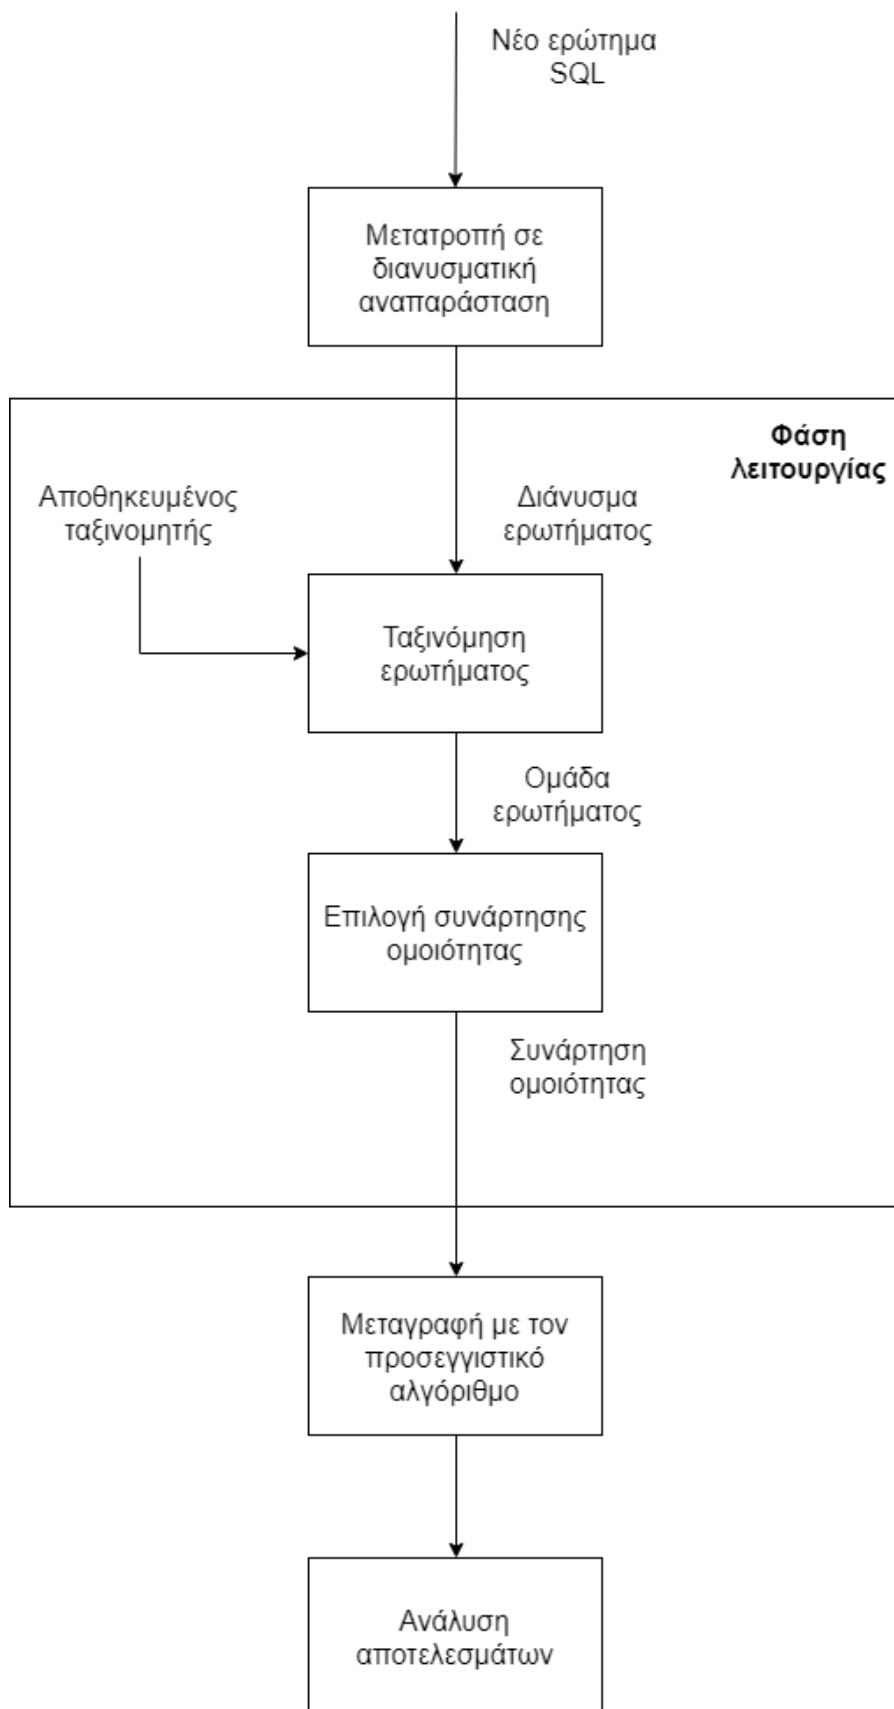 Νέο ερώτημα
SQL
Μετατροπή σε
διανυσματική
αναπαράσταση
Φάση
λειτουργίας
Αποθηκευμένος
ταξινομητής
Διάνυσμα
ερωτήματος
Ταξινόμηση
ερωτήματος
Ομάδα
ερωτήματος
Επιλογή συνάρτησης
ομοιότητας
Συνάρτηση
ομοιότητας
Μεταγραφή με τον
προσεγγιστικό
αλγόριθμο
Ανάλυση
αποτελεσμάτων